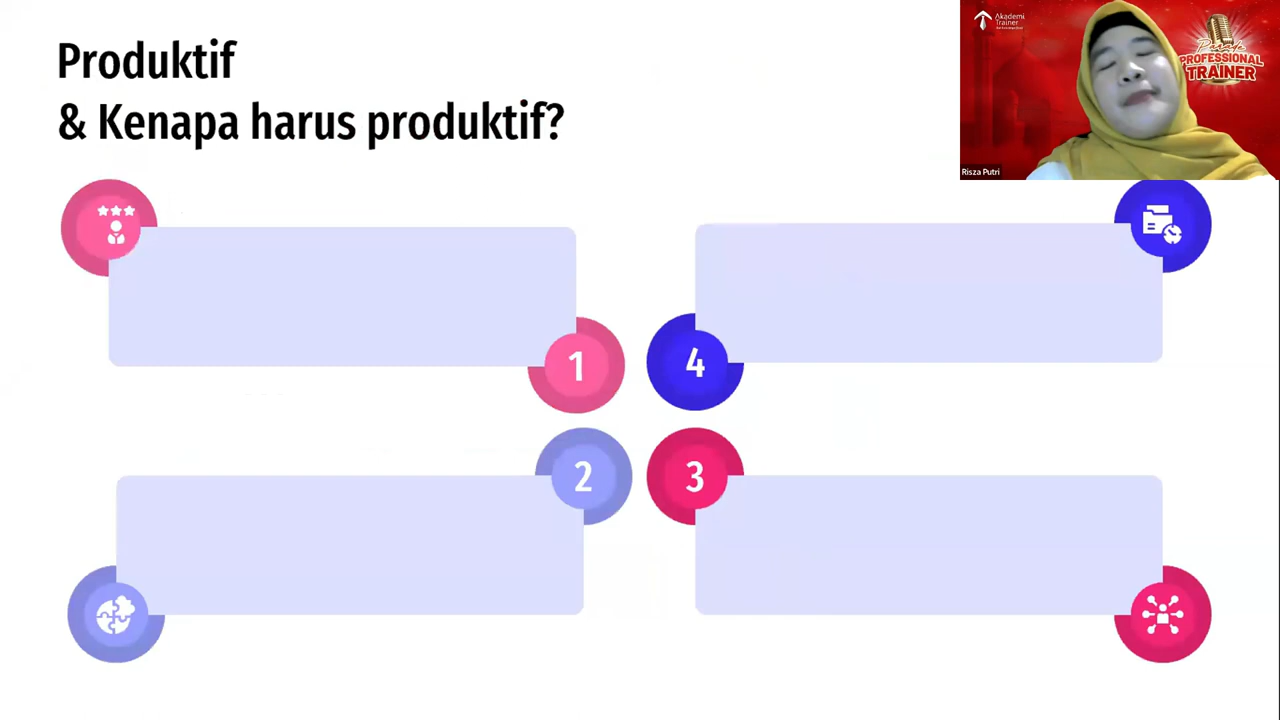 Produktif
& Kenapa harus produktif?
Akademi
Trainer
PROFESSIONAL
TRAINER
Risza Putri
1
4
2
3